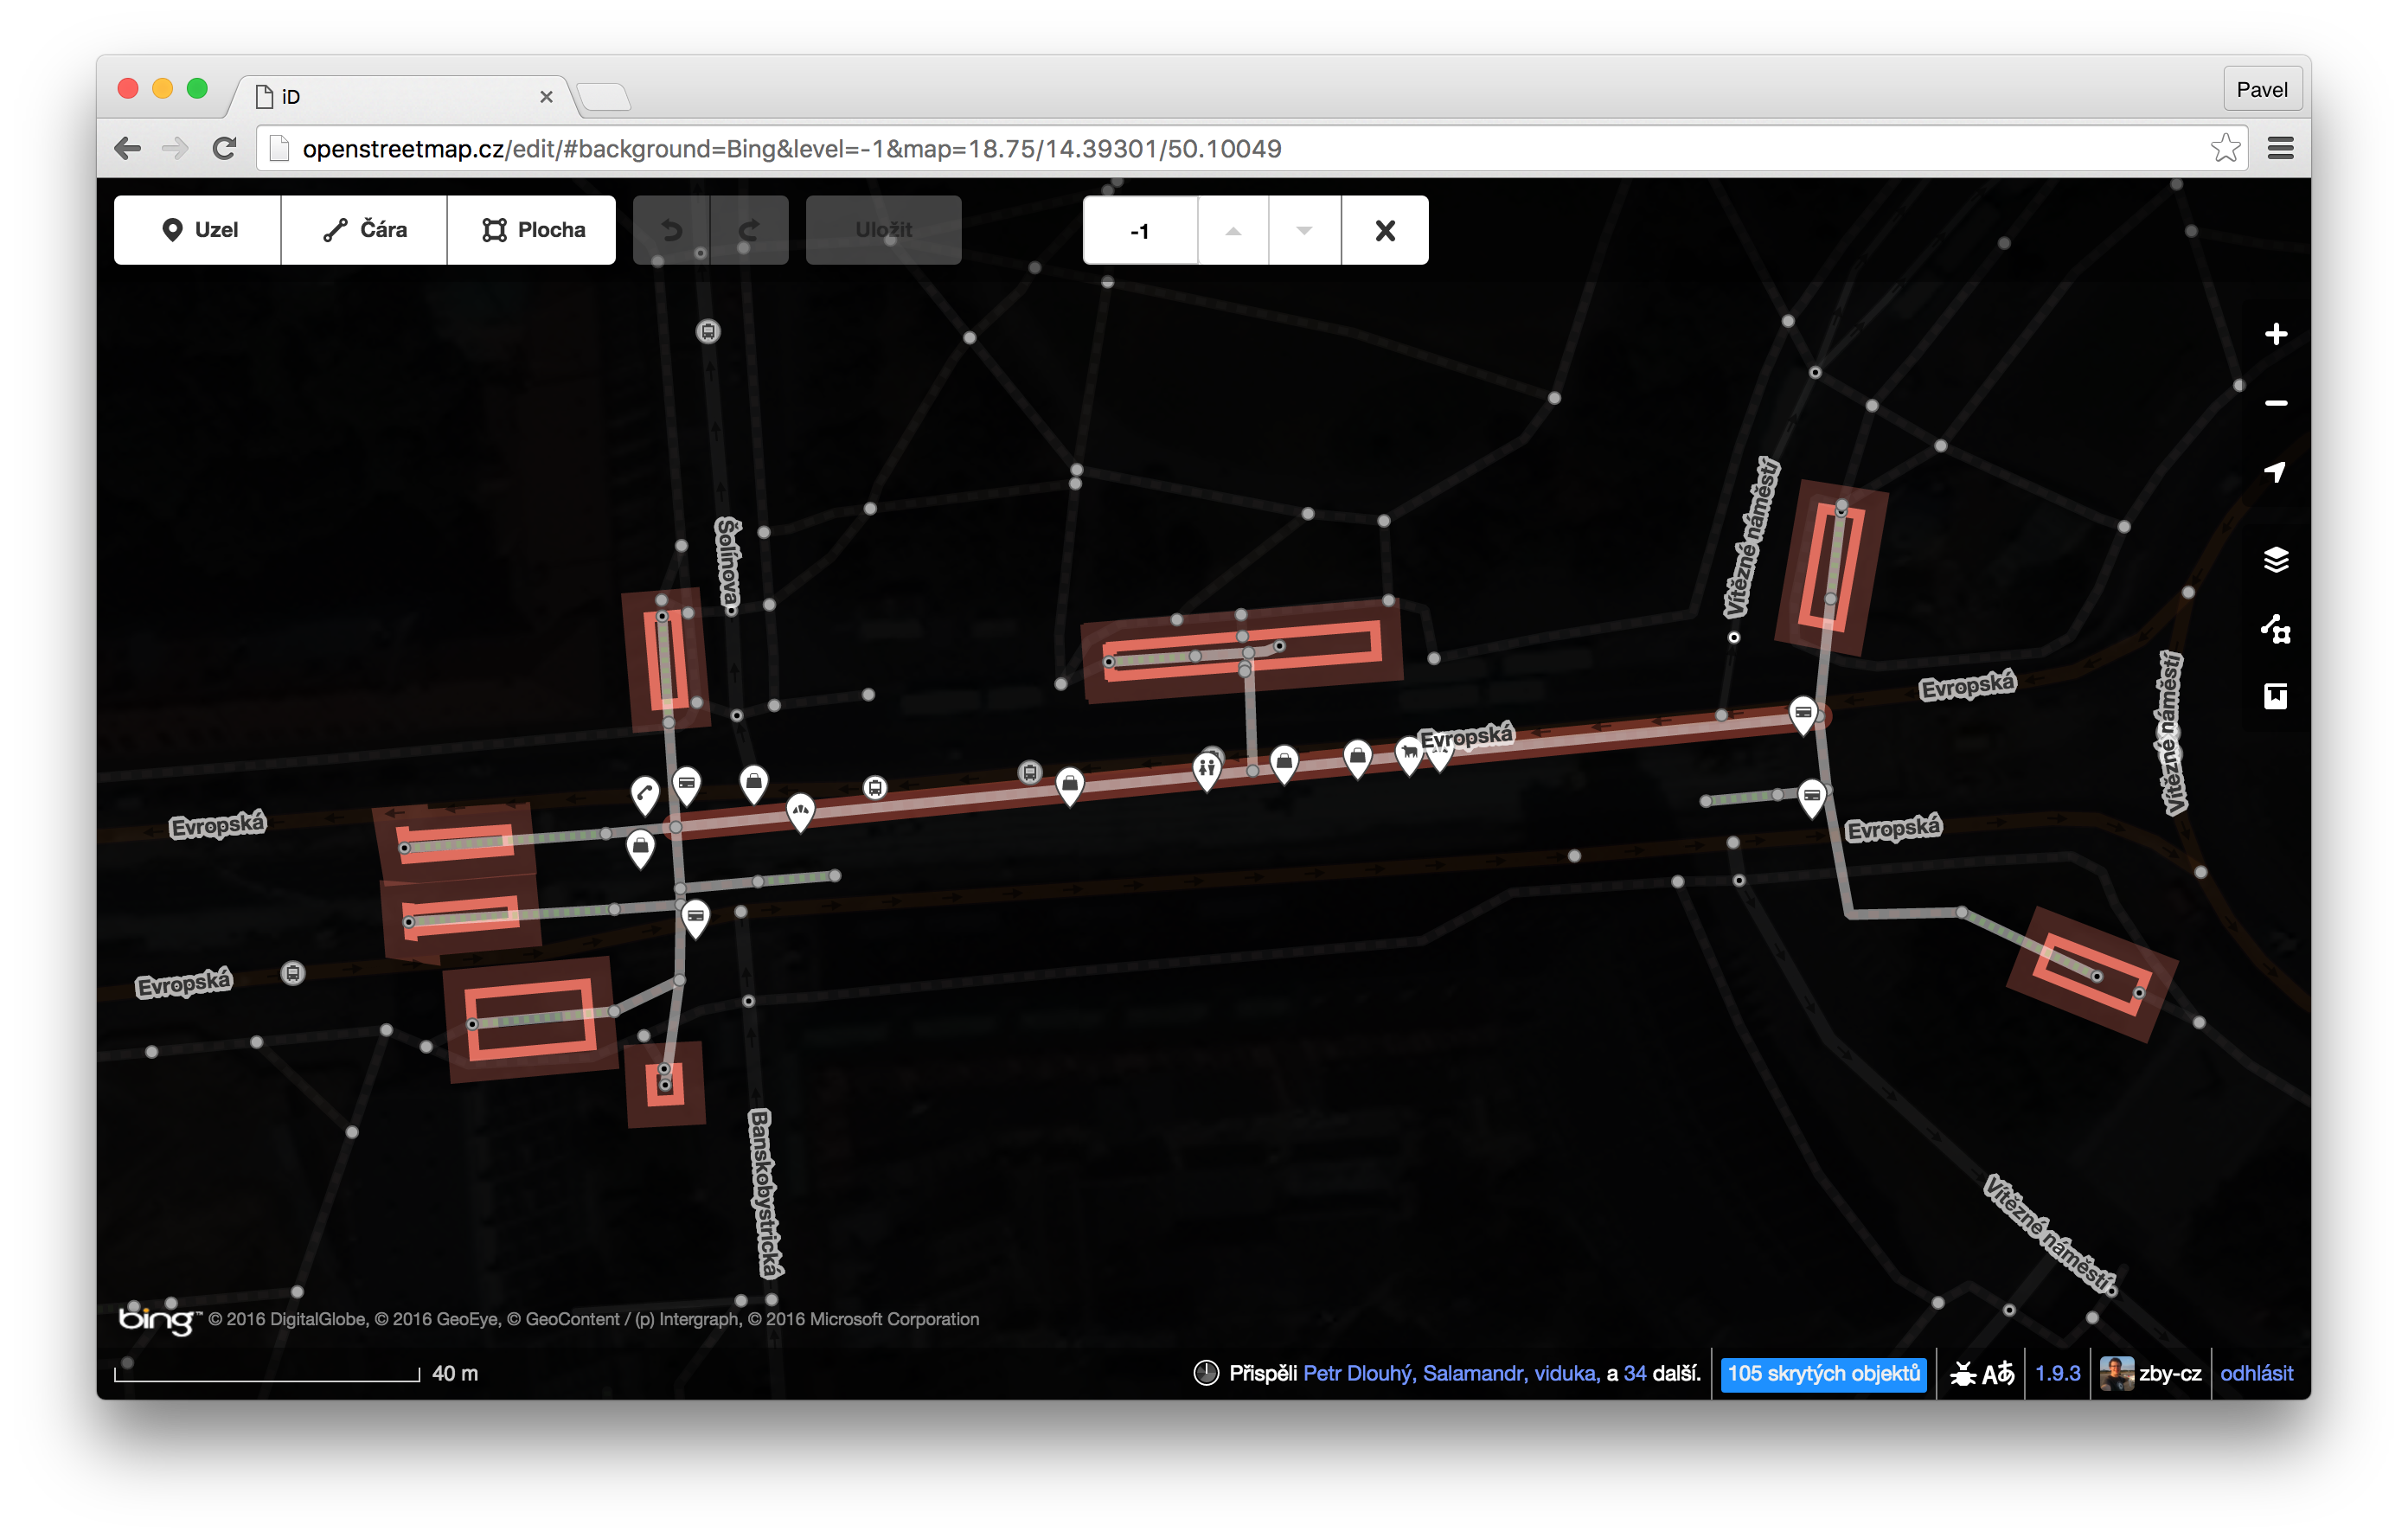 iD
Pavel
openstreetmap.cz/edit/#background=Bing&level=-1&map=18.75/14.39301/50.10049
Uzel
Čára
Plocha
Uložit
-1
Šolínova
Vítězné náměstí
Evropská
Vítězné náměstí
Evropská
Evropská
Evropská
Evropská
Banskobystrická
Vítězné náměstí
bing™ © 2016 DigitalGlobe, © 2016 GeoEye, © GeoContent / (p) Intergraph, © 2016 Microsoft Corporation
40 m
Přispěli Petr Dlouhý, Salamandr, viduka, a 34 další.
105 skrytých objektů
Aあ
1.9.3
zby-cz
odhlásit